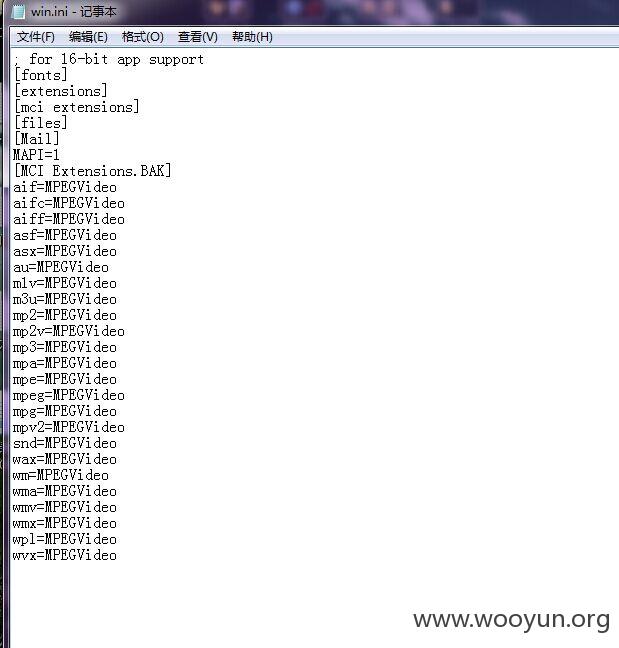 win.ini - 记事本
文件(F) 编辑(E) 格式(O) 查看(V) 帮助(H)
; for 16-bit app support
[fonts]
[extensions]
[mci extensions]
[files]
[Mail]
MAPI=1
[MCI Extensions.BAK]
aif=MPEGVideo
aifc=MPEGVideo
aiff=MPEGVideo
asf=MPEGVideo
asx=MPEGVideo
au=MPEGVideo
m1v=MPEGVideo
m3u=MPEGVideo
mp2=MPEGVideo
mp2v=MPEGVideo
mp3=MPEGVideo
mpa=MPEGVideo
mpe=MPEGVideo
mpeg=MPEGVideo
mpg=MPEGVideo
mpv2=MPEGVideo
snd=MPEGVideo
wax=MPEGVideo
wm=MPEGVideo
wma=MPEGVideo
wmv=MPEGVideo
wmx=MPEGVideo
wpl=MPEGVideo
wvx=MPEGVideo
www.wooyun.org